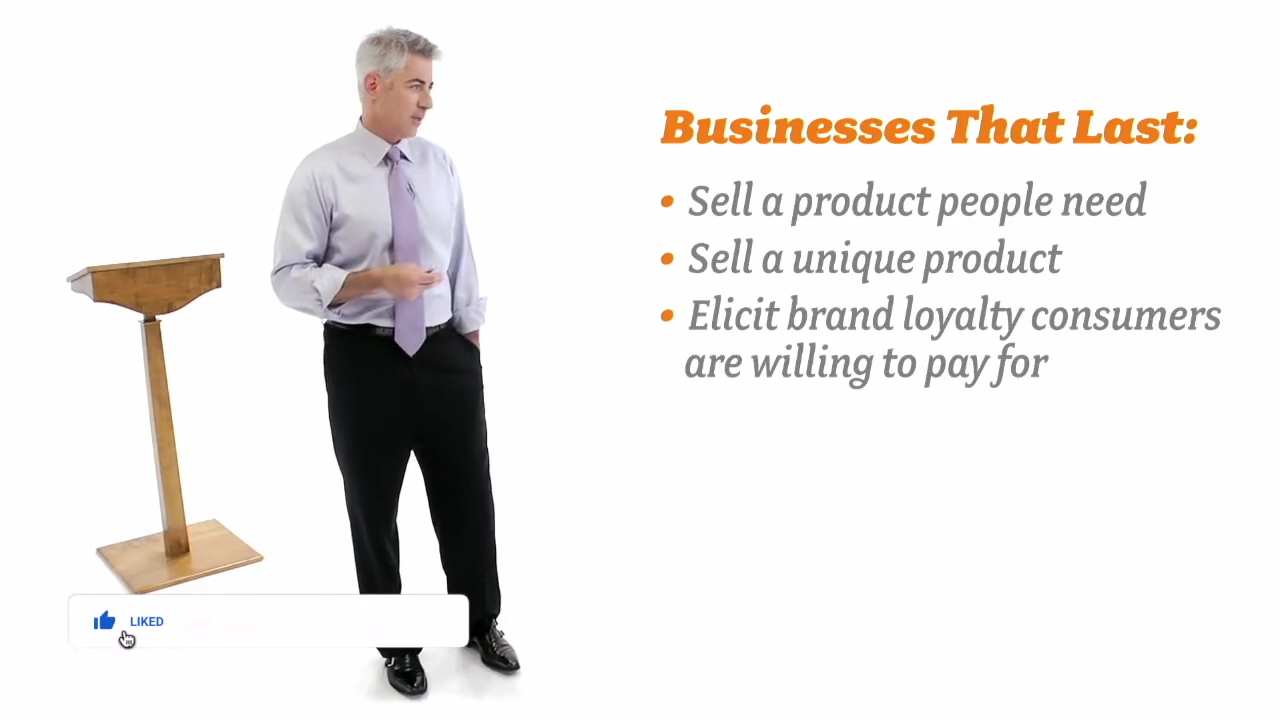 Businesses That Last:
• Sell a product people need
• Sell a unique product
• Elicit brand loyalty consumers
are willing to pay for
LIKED